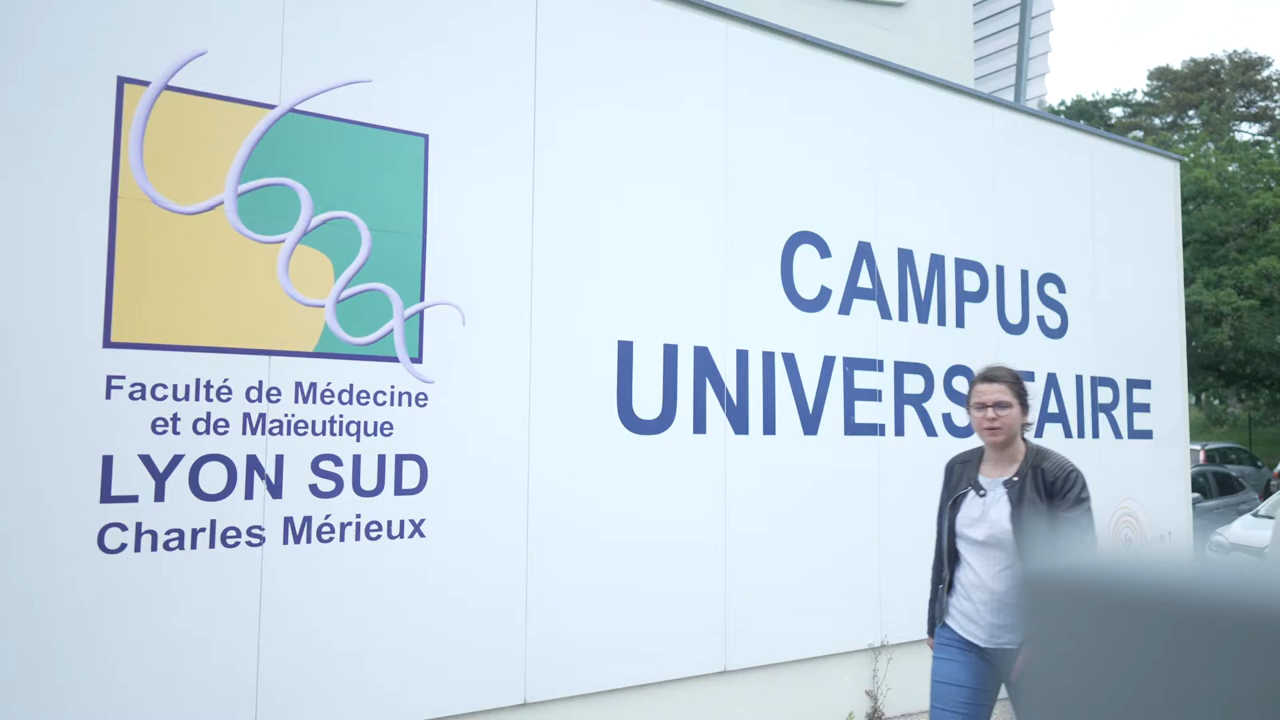 Faculté de Médecine
et de Maïeutique
LYON SUD
Charles Mérieux
CAMPUS
UNIVERSITAIRE